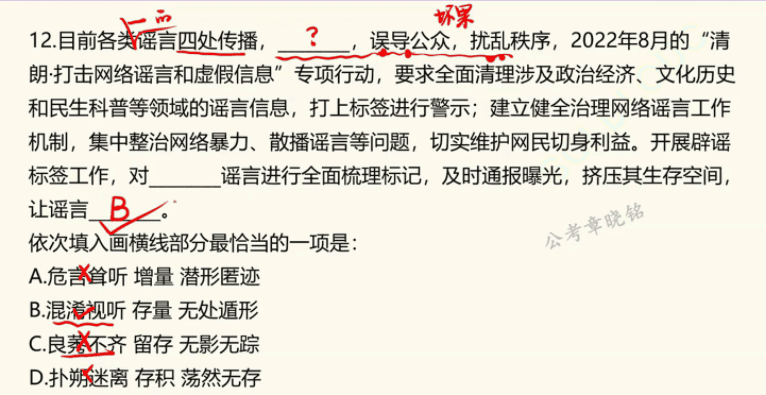 一面
坏果
?
12.目前各类谣言四处传播，________，误导公众，扰乱秩序，2022年8月的“清
朗·打击网络谣言和虚假信息”专项行动，要求全面清理涉及政治经济、文化历史
和民生科普等领域的谣言信息，打上标签进行警示；建立健全治理网络谣言工作
机制，集中整治网络暴力、散播谣言等问题，切实维护网民切身利益。开展辟谣
标签工作，对________谣言进行全面梳理标记，及时通报曝光，挤压其生存空间，
让谣言________。
B
依次填入画横线部分最恰当的一项是：
公考章晓铭
A.危言耸听 增量 潜形匿迹
B.混淆视听 存量 无处遁形
C.良莠不齐 留存 无影无踪
D.扑朔迷离 存积 荡然无存